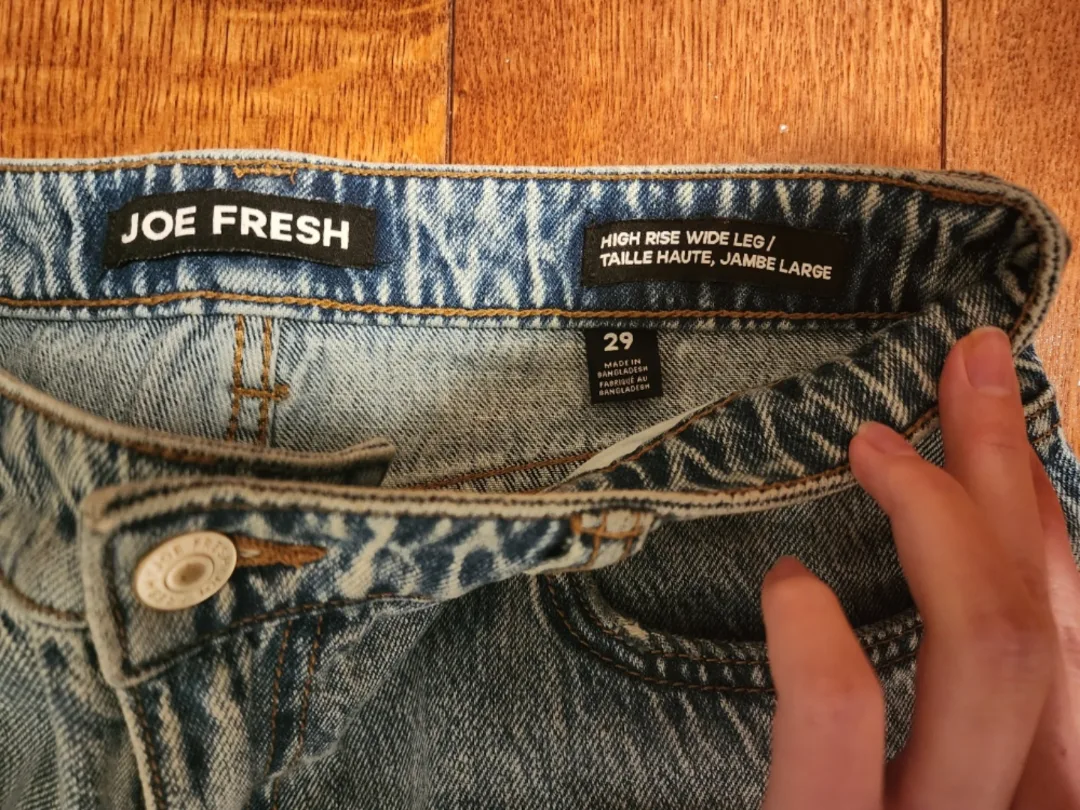 JOE FRESH
HIGH RISE WIDE LEG /
TAILLE HAUTE, JAMBE LARGE
29
MADE IN
BANGLADESH
FABRIQUÉ AU
BANGLADESH
JOE FRESH